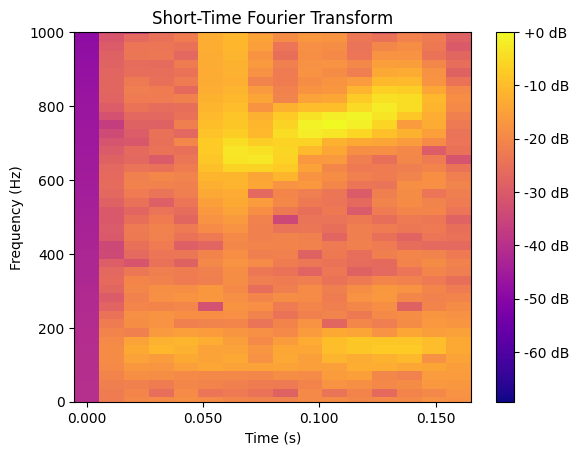 Short-Time Fourier Transform
1000
800
600
400
200
0
Frequency (Hz)
0.000
0.050
0.100
0.150
Time (s)
+0 dB
-10 dB
-20 dB
-30 dB
-40 dB
-50 dB
-60 dB